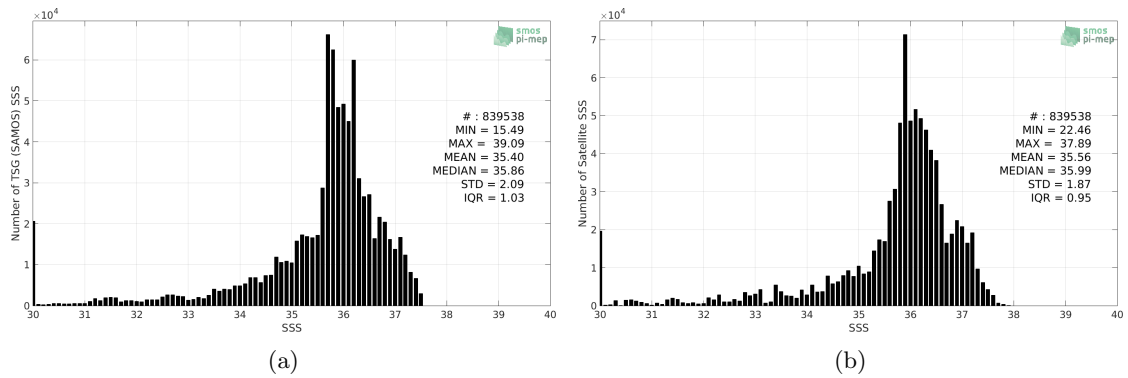 ×10⁴
smos
pi-mep
6
5
4
3
2
1
0
Number of TSG (SAMOS) SSS
# : 839538
MIN = 15.49
MAX = 39.09
MEAN = 35.40
MEDIAN = 35.86
STD = 2.09
IQR = 1.03
30 31 32 33 34 35 36 37 38 39 40
SSS
(a)
×10⁴
smos
pi-mep
7
6
5
4
3
2
1
0
Number of Satellite SSS
# : 839538
MIN = 22.46
MAX = 37.89
MEAN = 35.56
MEDIAN = 35.99
STD = 1.87
IQR = 0.95
30 31 32 33 34 35 36 37 38 39 40
SSS
(b)